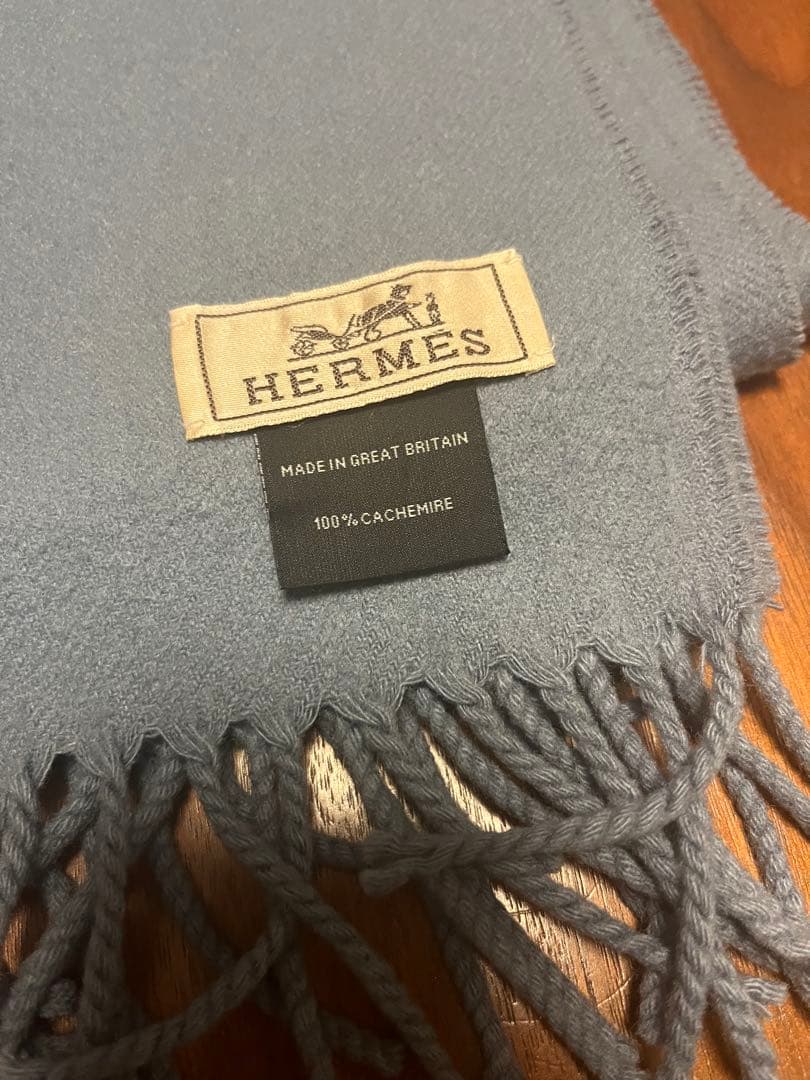 HERMÈS
MADE IN GREAT BRITAIN
100% CACHEMIRE